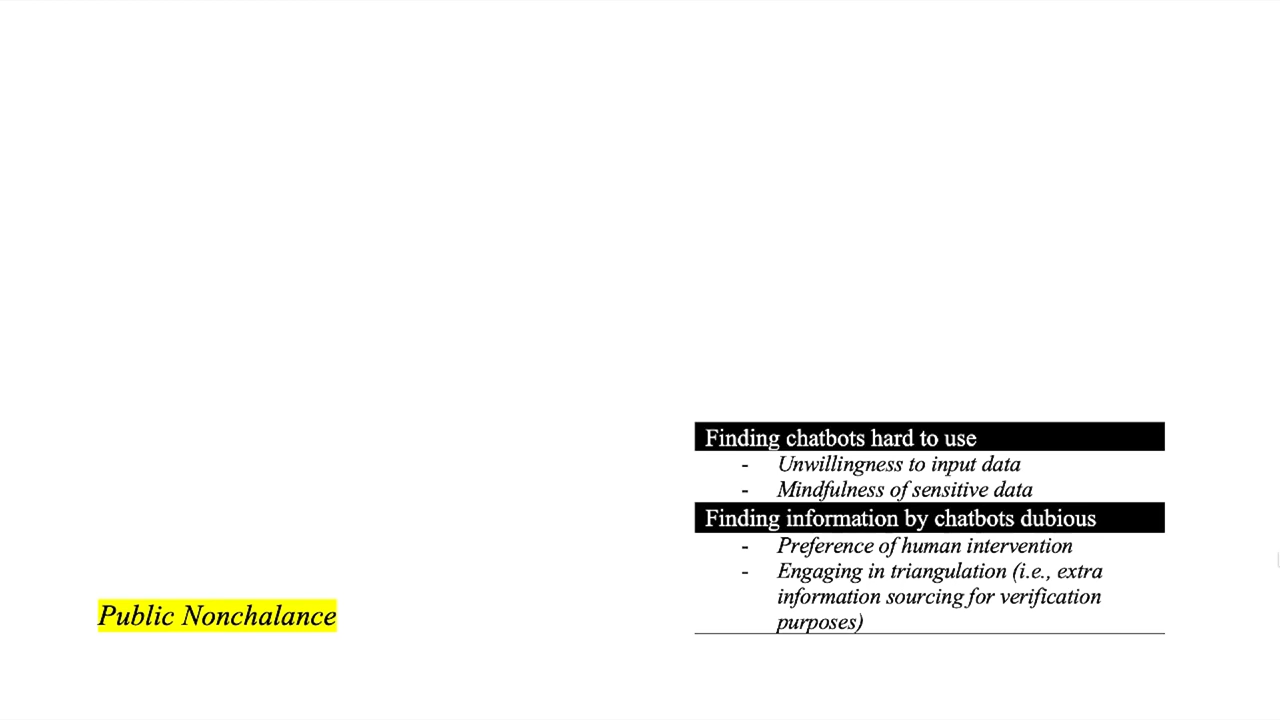 Finding chatbots hard to use
- Unwillingness to input data
- Mindfulness of sensitive data
Finding information by chatbots dubious
- Preference of human intervention
- Engaging in triangulation (i.e., extra
information sourcing for verification
purposes)
Public Nonchalance